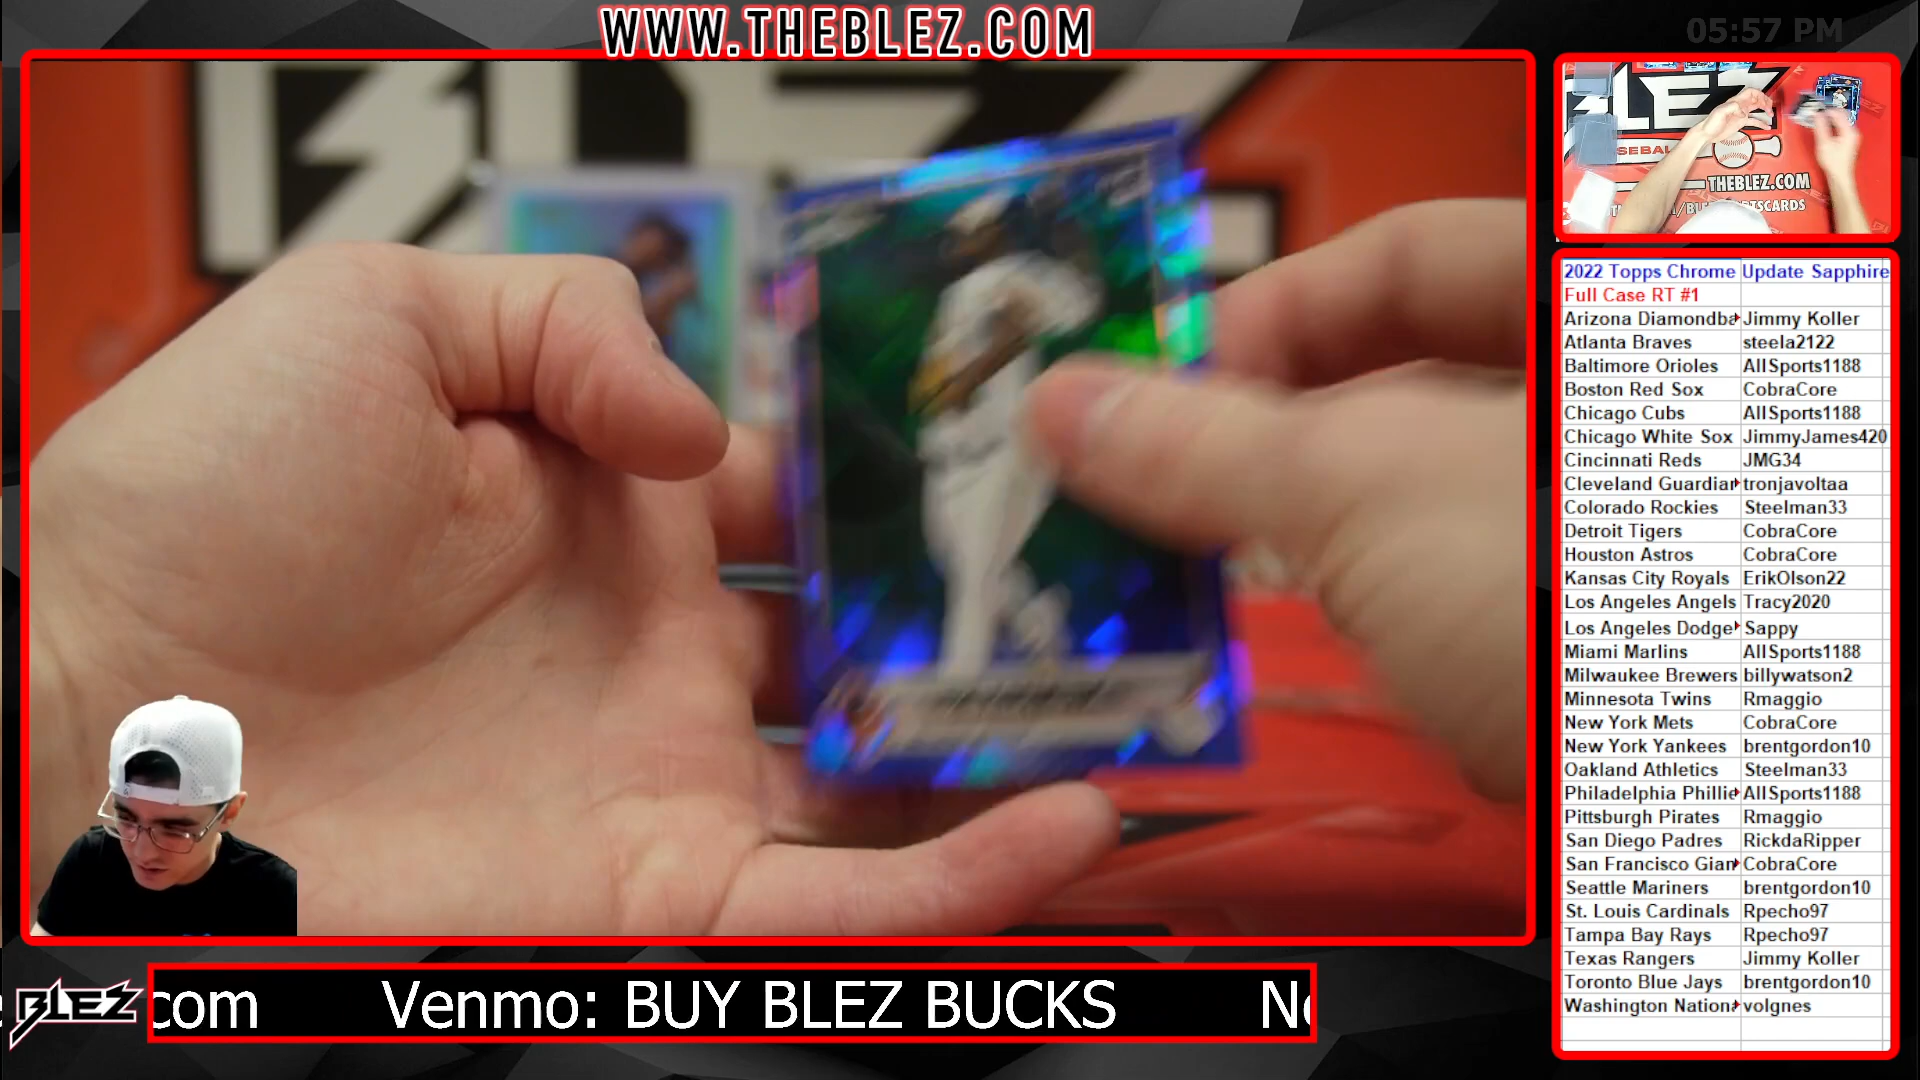 WWW.THEBLEZ.COM
05:57 PM
BLEZ
BLEZ
SEBAL
THEBLEZ.COM
2022 Topps Chrome Update Sapphire
Full Case RT #1
Arizona Diamondba Jimmy Koller
Atlanta Braves steela2122
Baltimore Orioles AllSports1188
Boston Red Sox CobraCore
Chicago Cubs AllSports1188
Chicago White Sox JimmyJames420
Cincinnati Reds JMG34
Cleveland Guardian tronjavoltaa
Colorado Rockies Steelman33
Detroit Tigers CobraCore
Houston Astros CobraCore
Kansas City Royals ErikOlson22
Los Angeles Angels Tracy2020
Los Angeles Dodge Sappy
Miami Marlins AllSports1188
Milwaukee Brewers billywatson2
Minnesota Twins Rmaggio
New York Mets CobraCore
New York Yankees brentgordon10
Oakland Athletics Steelman33
Philadelphia Phillie AllSports1188
Pittsburgh Pirates Rmaggio
San Diego Padres RickdaRipper
San Francisco Gian CobraCore
Seattle Mariners brentgordon10
St. Louis Cardinals Rpecho97
Tampa Bay Rays Rpecho97
Texas Rangers Jimmy Koller
Toronto Blue Jays brentgordon10
Washington Nationa volgnes
BLEZ
com Venmo: BUY BLEZ BUCKS No